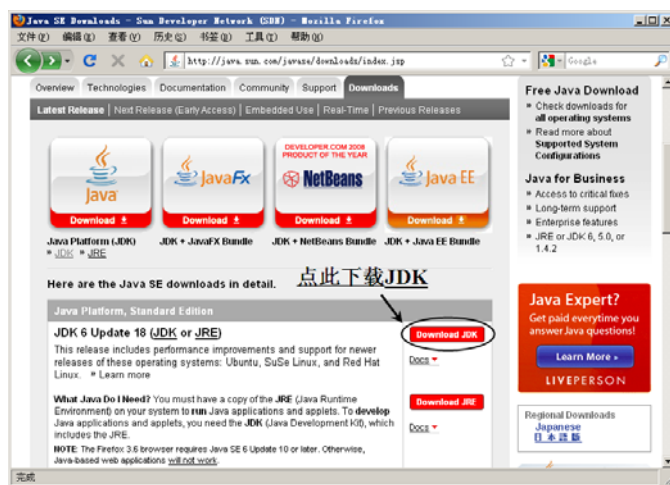 Java SE Downloads - Sun Developer Network (SDN) - Mozilla Firefox
文件(F) 编辑(E) 查看(V) 历史(S) 书签(B) 工具(T) 帮助(H)
http://java.sun.com/javase/downloads/index.jsp
Google
Overview Technologies Documentation Community Support Downloads
Latest Release | Next Release (Early Access) | Embedded Use | Real-Time | Previous Releases
DEVELOPER.COM 2008
PRODUCT OF THE YEAR
Java JavaFX NetBeans Java EE
Download Download Download Download
Java Platform (JDK) JDK + JavaFX Bundle JDK + NetBeans Bundle JDK + Java EE Bundle
» JDK » JRE
Here are the Java SE downloads in detail.
点此下载JDK
Java Platform, Standard Edition
JDK 6 Update 18 (JDK or JRE)
Download JDK
This release includes performance improvements and support for newer
releases of these operating systems: Ubuntu, SuSe Linux, and Red Hat
Linux. » Learn more
Docs
What Java Do I Need? You must have a copy of the JRE (Java Runtime
Environment) on your system to run Java applications and applets. To develop
Java applications and applets, you need the JDK (Java Development Kit), which
includes the JRE.
Download JRE
Docs
NOTE: The Firefox 3.6 browser requires Java SE 6 Update 10 or later. Otherwise,
Java-based web applications will not work.
Free Java Download
» Check downloads for
all operating systems
» Read more about
Supported System
Configurations
Java for Business
» Access to critical fixes
» Long-term support
» Enterprise features
» JRE or JDK 6, 5.0, or
1.4.2
Java Expert?
Get paid everytime you
answer Java questions!
Learn More »
LIVEPERSON
Regional Downloads
Japanese
日本語版
完成